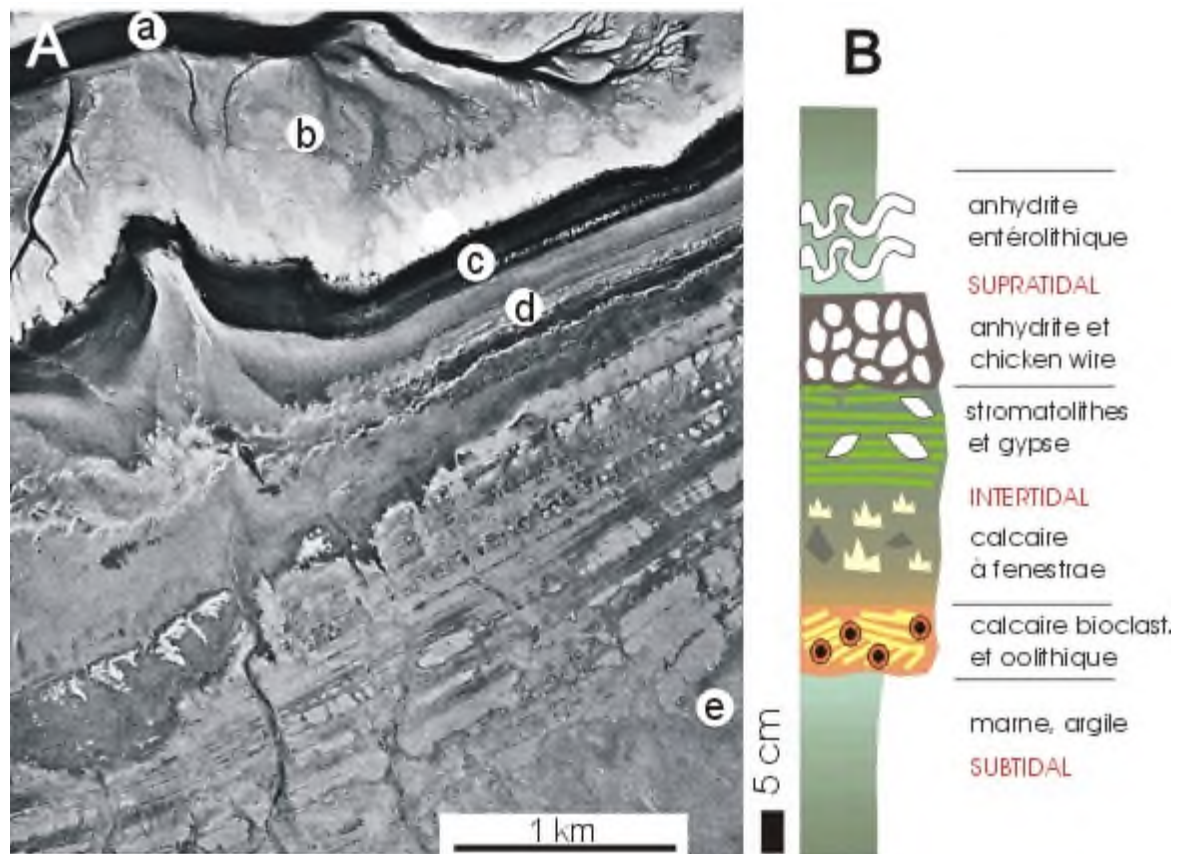 A
a
b
c
d
e
1 km
B
anhydrite
entérolithique
SUPRATIDAL
anhydrite et
chicken wire
stromatolithes
et gypse
INTERTIDAL
calcaire
à fenestrae
calcaire bioclast.
et oolithique
marne, argile
SUBTIDAL
5 cm